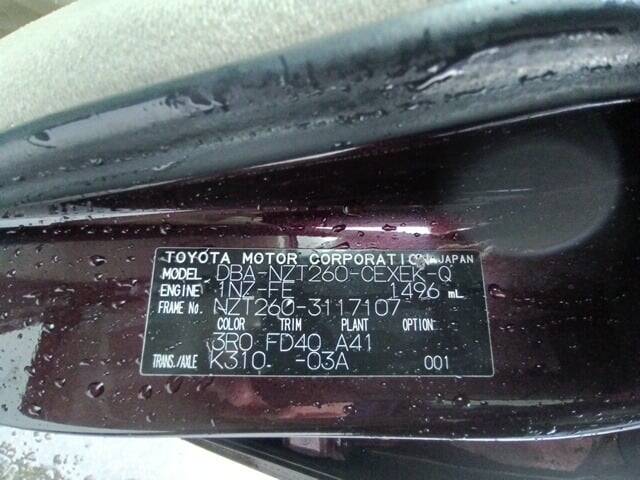 TOYOTA MOTOR CORPORATION JAPAN
MODEL DBA-NZT260-CEXEK-Q
ENGINE 1NZ-FE 1496 mL
FRAME No. NZT260-3117107
COLOR TRIM PLANT OPTION
3R0 FD40 A41
TRANS./AXLE K310 -03A 001